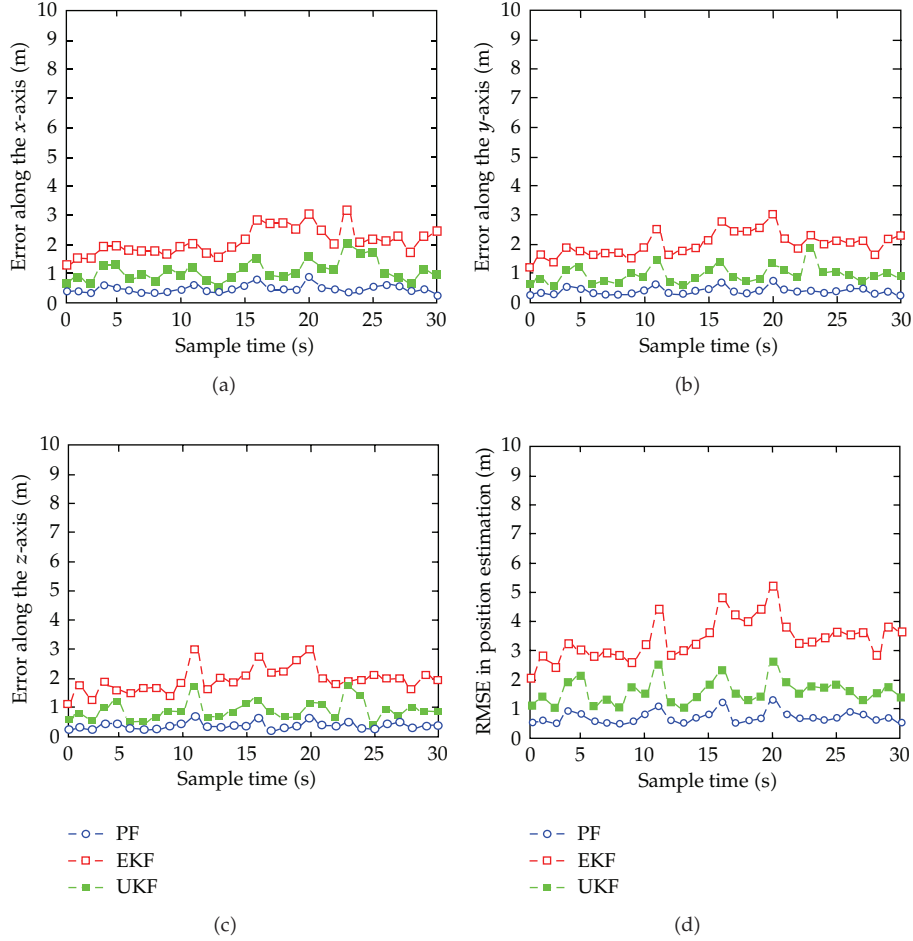 10
9
8
7
6
5
4
3
2
1
0
Error along the x-axis (m)
0 5 10 15 20 25 30
Sample time (s)
(a)
10
9
8
7
6
5
4
3
2
1
0
Error along the y-axis (m)
0 5 10 15 20 25 30
Sample time (s)
(b)
10
9
8
7
6
5
4
3
2
1
0
Error along the z-axis (m)
0 5 10 15 20 25 30
Sample time (s)
PF
EKF
UKF
(c)
10
9
8
7
6
5
4
3
2
1
0
RMSE in position estimation (m)
0 5 10 15 20 25 30
Sample time (s)
PF
EKF
UKF
(d)